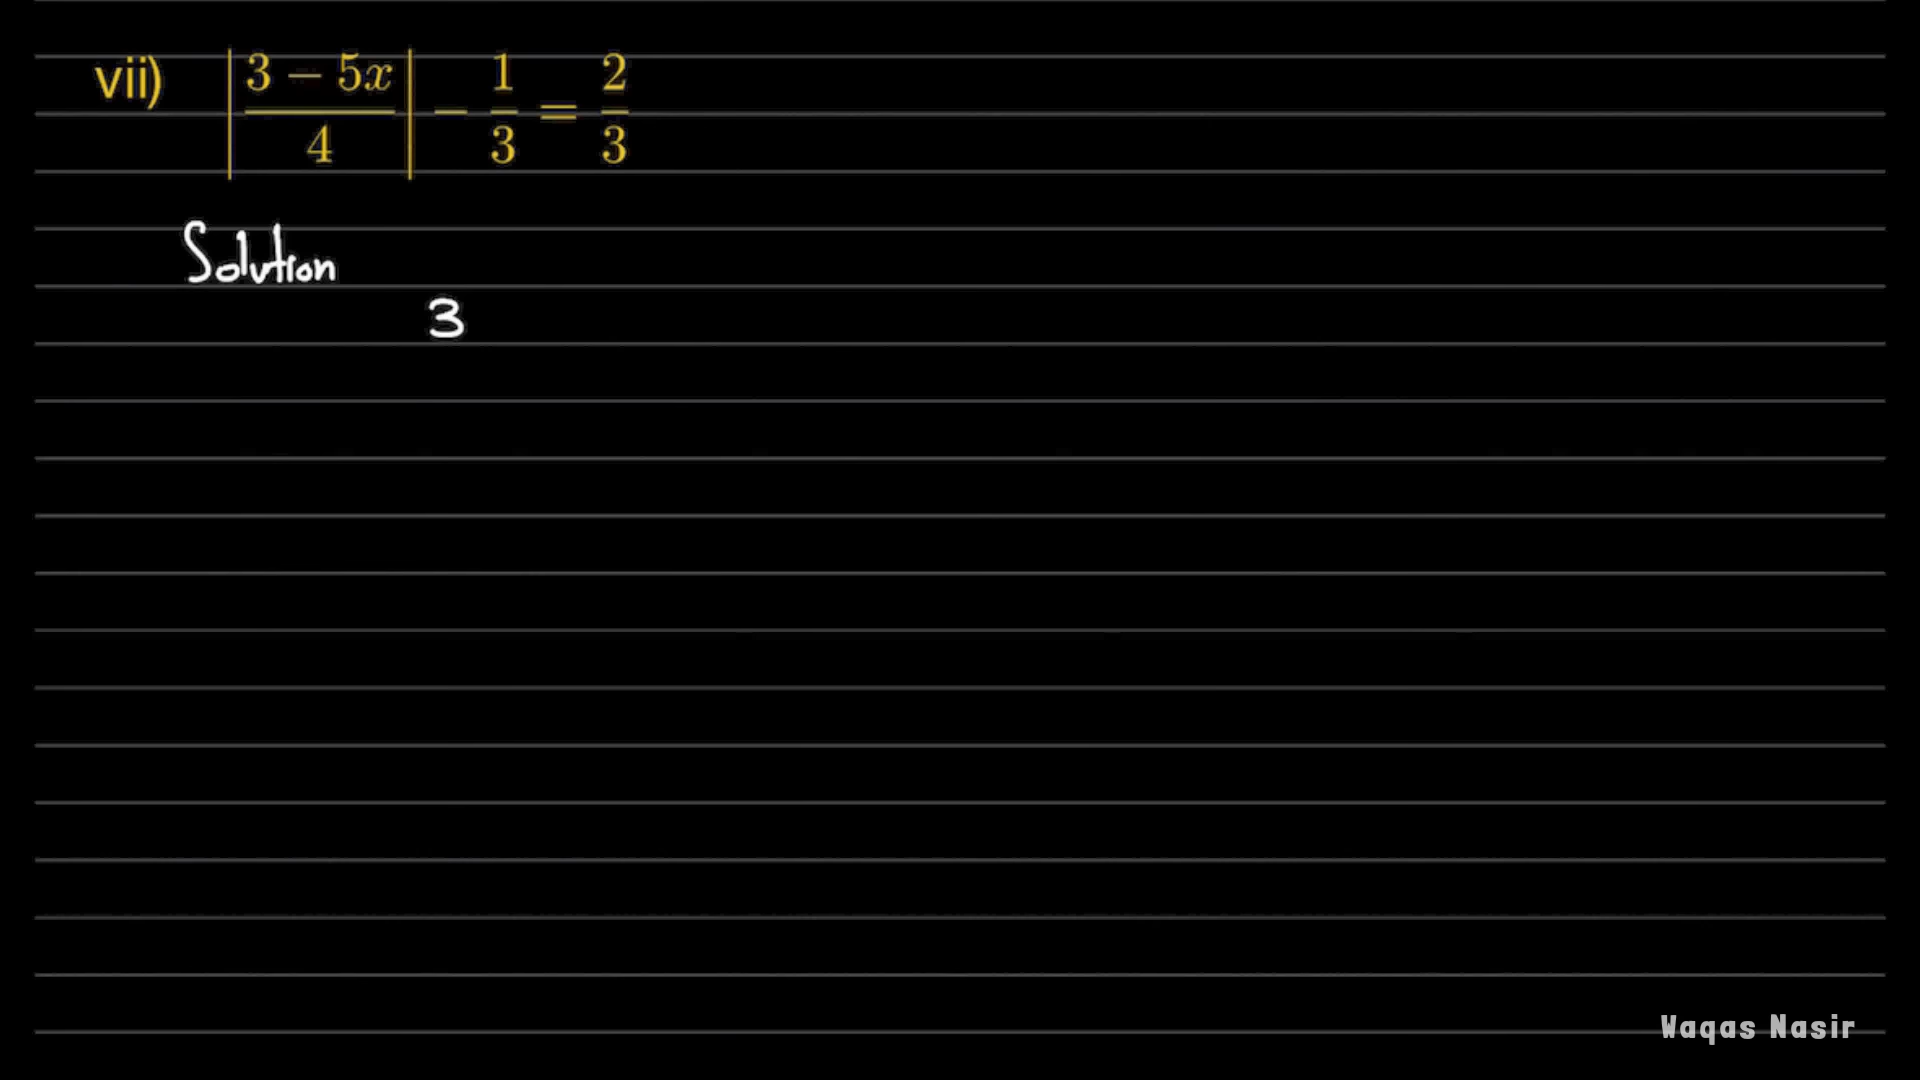 vii) |3 − 5x / 4| − 1/3 = 2/3
Solution
3
Waqas Nasir